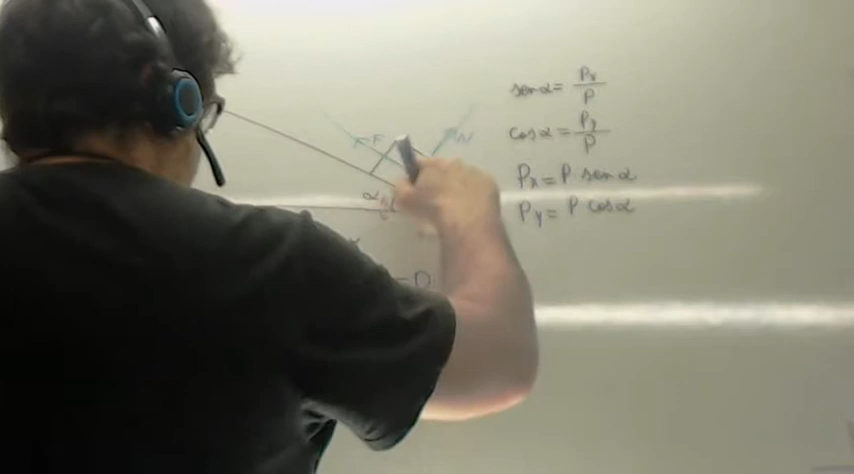 F
N
α
sen α = Px / P
cos α = Py / P
Px = P sen α
Py = P cos α